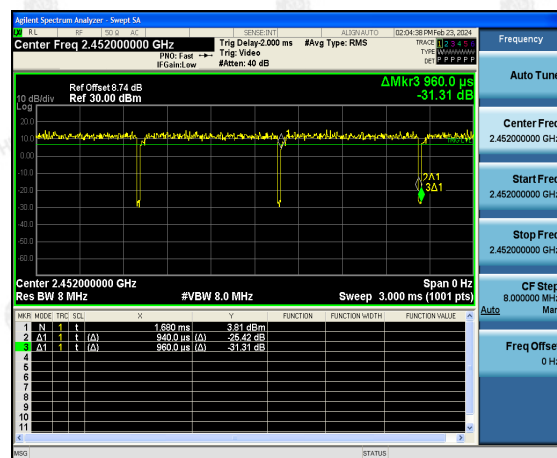 Agilent Spectrum Analyzer - Swept SA
RL RF 50 Ω AC SENSE:INT ALIGN AUTO 02:04:38 PM Feb 23, 2024
Center Freq 2.452000000 GHz
PNO: Fast
IFGain:Low
Trig Delay-2.000 ms
Trig: Video
#Atten: 40 dB
#Avg Type: RMS
TRACE 1 2 3 4 5 6
TYPE WWWWWW
DET P P P P P P
Ref Offset 8.74 dB
Ref 30.00 dBm
10 dB/div
Log
ΔMkr3 960.0 µs
-31.31 dB
20.0
10.0
0.00
-10.0
-20.0
-30.0
-40.0
-50.0
-60.0
TRIG LVL
2Δ1
3Δ1
Center 2.452000000 GHz
Span 0 Hz
Res BW 8 MHz
#VBW 8.0 MHz
Sweep 3.000 ms (1001 pts)
MKR MODE TRC SCL X Y FUNCTION FUNCTION WIDTH FUNCTION VALUE
1 N 1 t 1.680 ms 3.81 dBm
2 Δ1 1 t (Δ) 940.0 µs (Δ) -25.42 dB
3 Δ1 1 t (Δ) 960.0 µs (Δ) -31.31 dB
4
5
6
7
8
9
10
11
MSG
STATUS
Frequency
Auto Tune
Center Freq
2.452000000 GHz
Start Freq
2.452000000 GHz
Stop Freq
2.452000000 GHz
CF Step
8.000000 MHz
Auto Man
Freq Offset
0 Hz